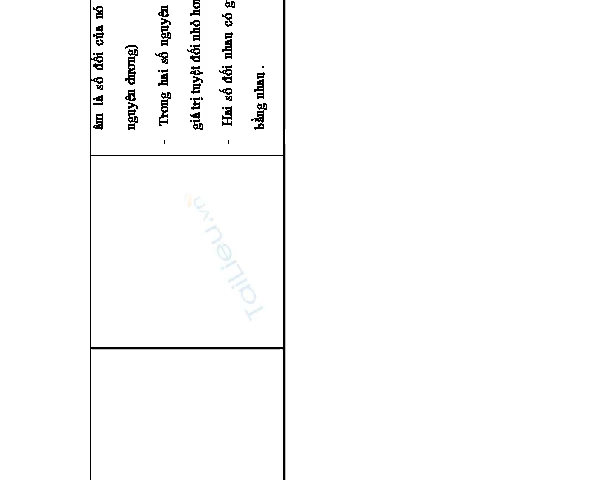 âm là số đối của nó
nguyên dương)
- Trong hai số nguyên
giá trị tuyệt đối nhỏ hơn
- Hai số đối nhau có
bằng nhau .
TaiLieu.vn